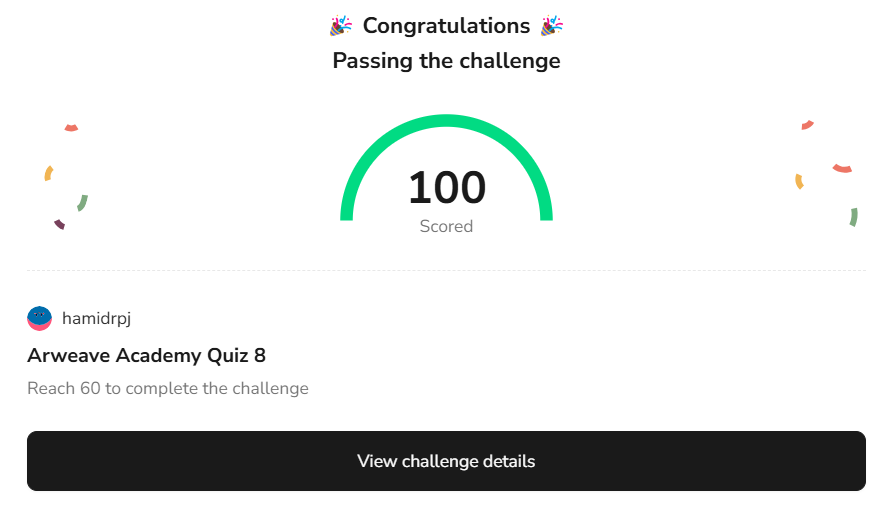 🎉 Congratulations 🎉
Passing the challenge
100
Scored
hamidrpj
Arweave Academy Quiz 8
Reach 60 to complete the challenge
View challenge details